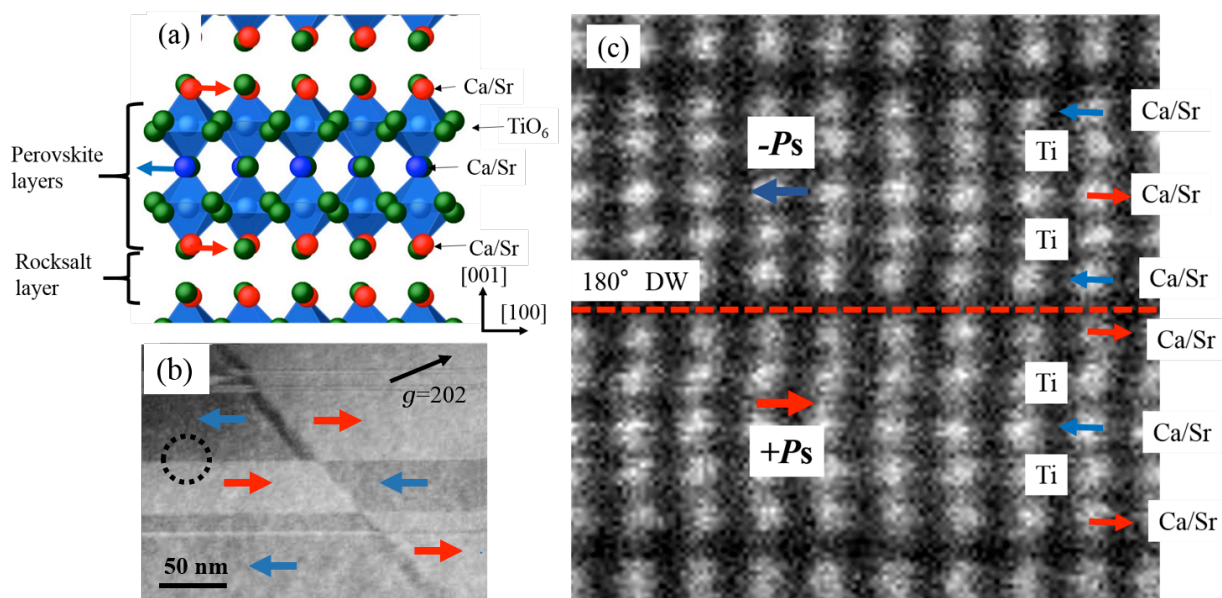 (a)
Ca/Sr
TiO6
Perovskite
layers
Ca/Sr
Rocksalt
layer
Ca/Sr
[001]
[100]
(b)
g=202
50 nm
(c)
Ca/Sr
-Ps
Ti
Ca/Sr
Ti
Ca/Sr
180° DW
Ca/Sr
Ti
+Ps
Ca/Sr
Ti
Ca/Sr